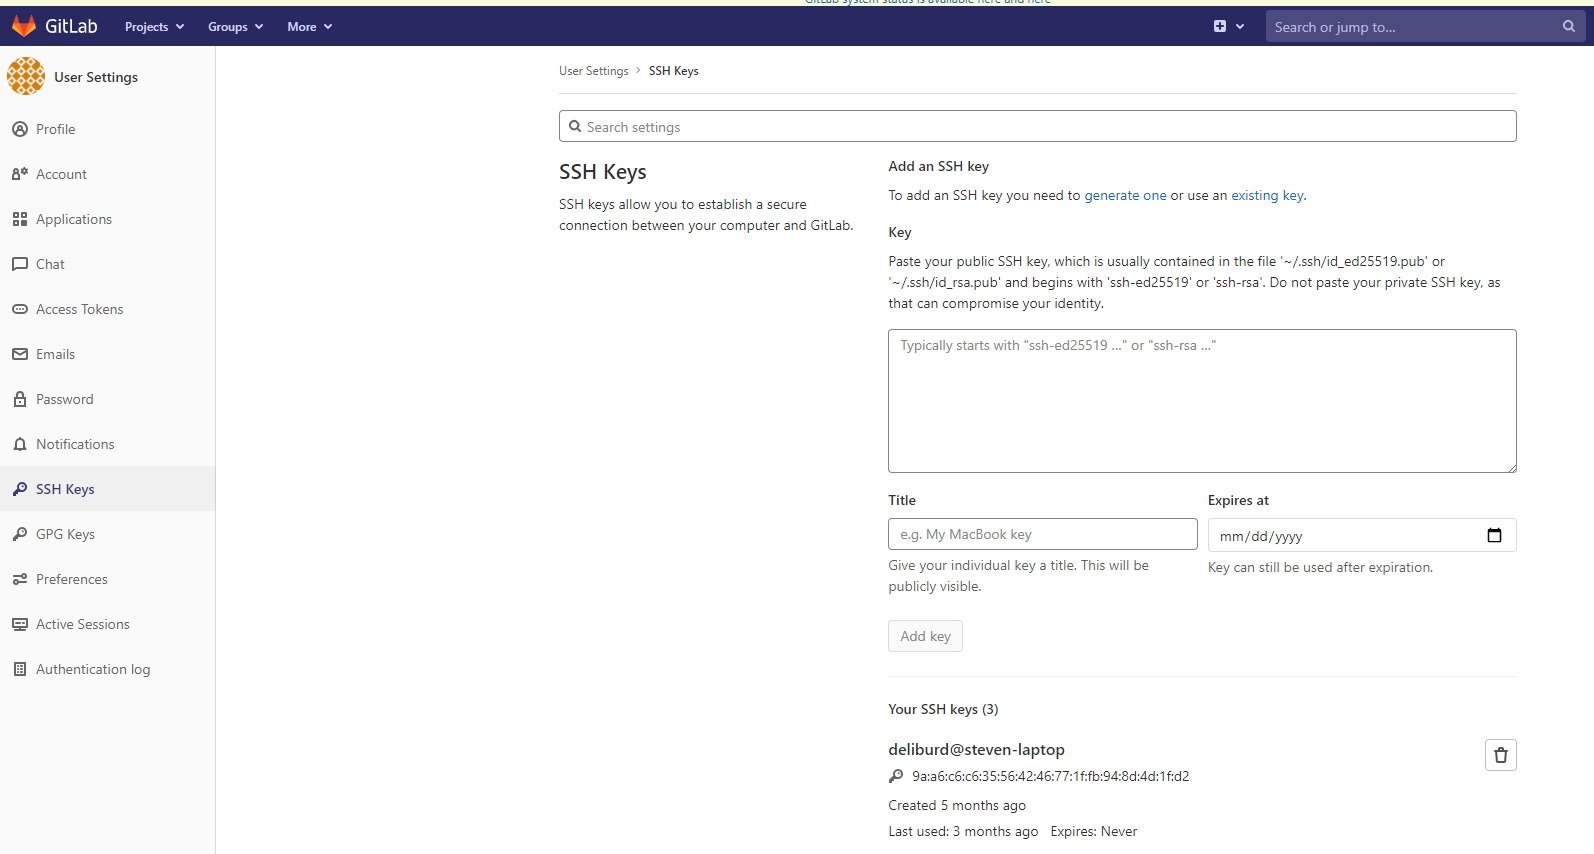 GitLab system status is available here and here
GitLab
Projects
Groups
More
Search or jump to...
User Settings
Profile
Account
Applications
Chat
Access Tokens
Emails
Password
Notifications
SSH Keys
GPG Keys
Preferences
Active Sessions
Authentication log
User Settings > SSH Keys
Search settings
SSH Keys
SSH keys allow you to establish a secure
connection between your computer and GitLab.
Add an SSH key
To add an SSH key you need to generate one or use an existing key.
Key
Paste your public SSH key, which is usually contained in the file '~/.ssh/id_ed25519.pub' or
'~/.ssh/id_rsa.pub' and begins with 'ssh-ed25519' or 'ssh-rsa'. Do not paste your private SSH key, as
that can compromise your identity.
Typically starts with "ssh-ed25519 ..." or "ssh-rsa ..."
Title
e.g. My MacBook key
Give your individual key a title. This will be
publicly visible.
Expires at
mm/dd/yyyy
Key can still be used after expiration.
Add key
Your SSH keys (3)
deliburd@steven-laptop
9a:a6:c6:c6:35:56:42:46:77:1f:fb:94:8d:4d:1f:d2
Created 5 months ago
Last used: 3 months ago Expires: Never